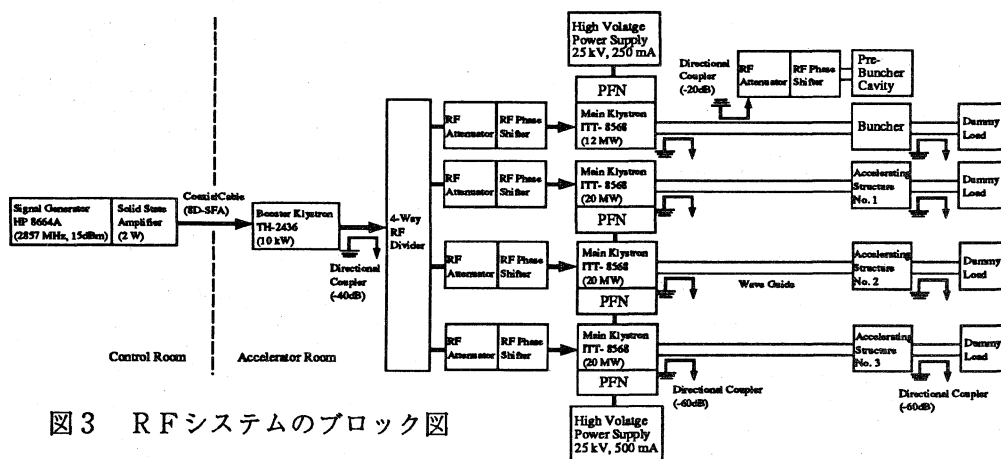 High Volatge
Power Supply
25 kV, 250 mA
PFN
Main Klystron
ITT- 8568
(12 MW)
Directional
Coupler
(-20dB)
RF
Attenuator
RF Phase
Shifter
Pre-
Buncher
Cavity
RF
Attenuator
RF Phase
Shifter
Buncher
Dummy
Load
RF
Attenuator
RF Phase
Shifter
Main Klystron
ITT- 8568
(20 MW)
PFN
Accelerating
Structure
No. 1
Dummy
Load
Signal Generator
HP 8664A
(2857 MHz, 15dBm)
Solid State
Amplifier
(2 W)
Coaxial Cable
(8D-SFA)
Booster Klystron
TH-2436
(10 kW)
Directional
Coupler
(-40dB)
4-Way
RF
Divider
RF
Attenuator
RF Phase
Shifter
Main Klystron
ITT- 8568
(20 MW)
PFN
Wave Guide
Accelerating
Structure
No. 2
Dummy
Load
RF
Attenuator
RF Phase
Shifter
Main Klystron
ITT- 8568
(20 MW)
PFN
Accelerating
Structure
No. 3
Dummy
Load
Directional Coupler
(-60dB)
Directional
Coupler
(-60dB)
High Volatge
Power Supply
25 kV, 500 mA
Control Room
Accelerator Room
図3 RFシステムのブロック図